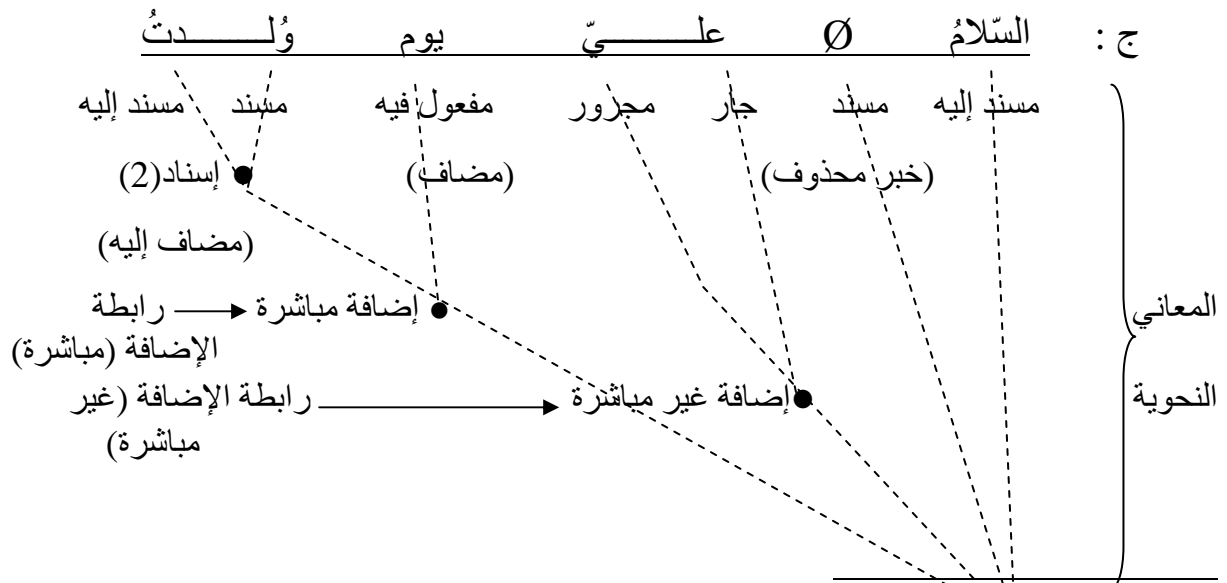 ج : السّلامُ Ø علـــــيّ يوم وُلـــــدتُ
مسند إليه مسند جار مجرور مفعول فيه مسند مسند إليه
(خبر محذوف) (مضاف) إسناد(2)
(مضاف إليه)
المعاني إضافة مباشرة رابطة
الإضافة (مباشرة)
النحوية إضافة غير مباشرة رابطة الإضافة (غير
مباشرة)